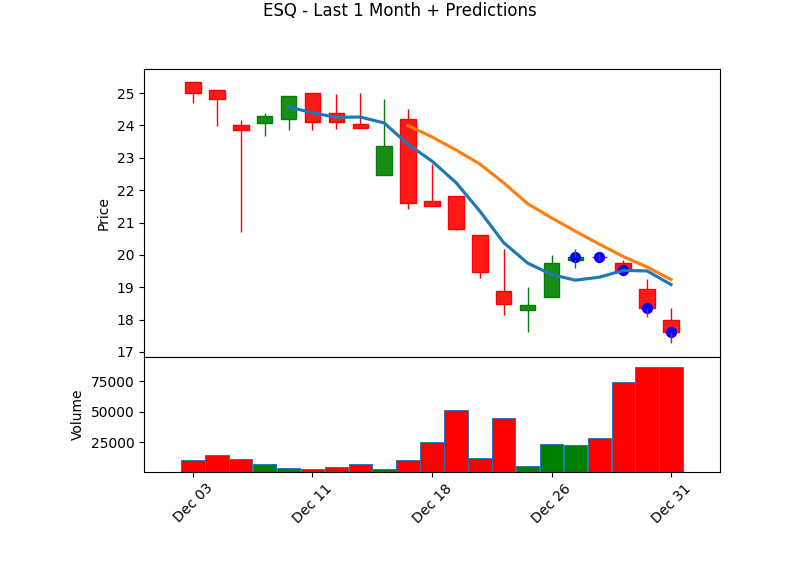 ESQ - Last 1 Month + Predictions
25
24
23
22
21
20
19
18
17
Price
75000
50000
25000
Volume
Dec 03
Dec 11
Dec 18
Dec 26
Dec 31